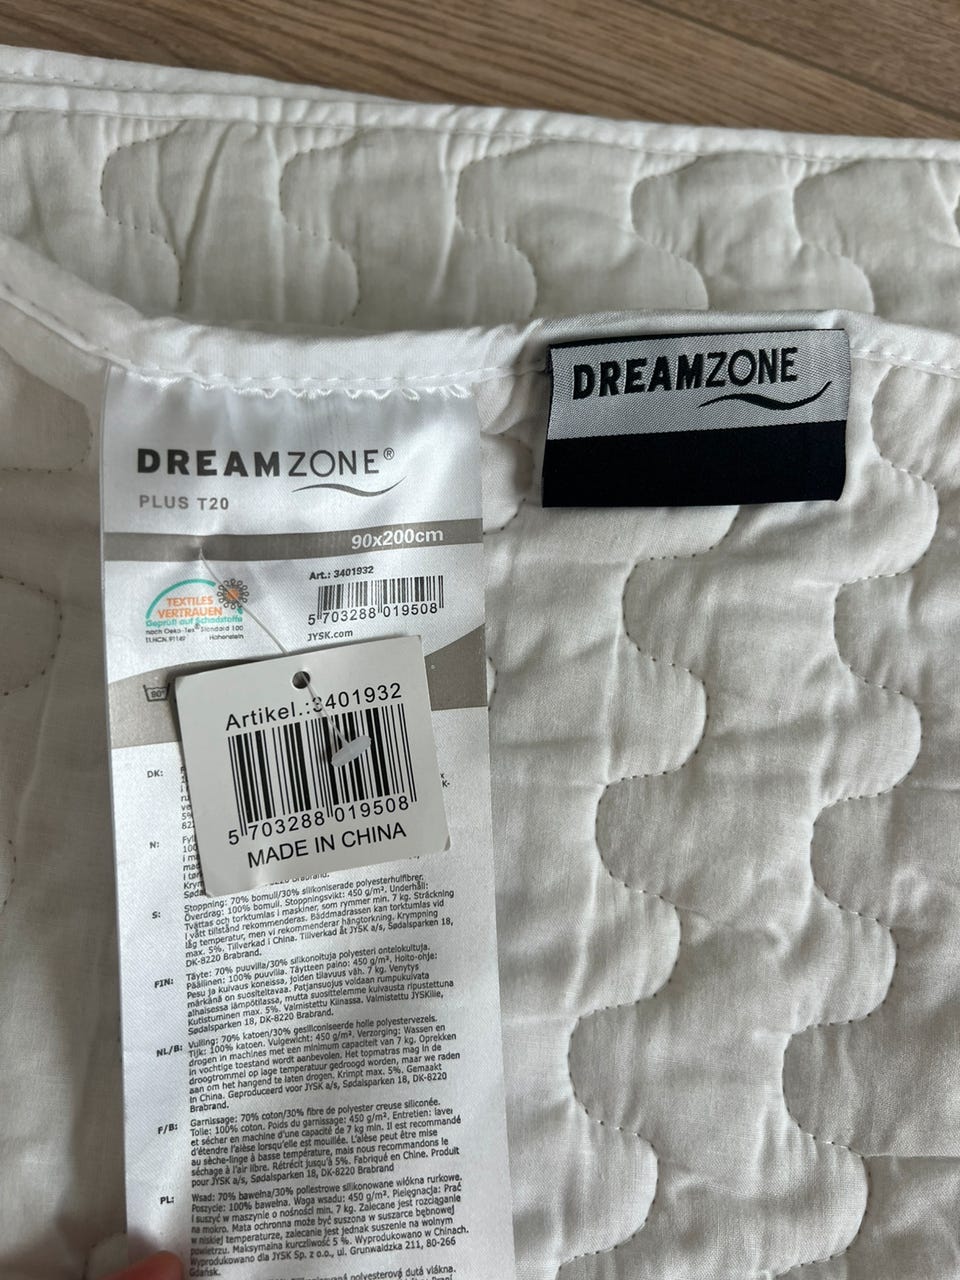 DREAMZONE
DREAMZONE®
PLUS T20
90x200cm
Art.: 3401932
TEXTILES
VERTRAUEN
Geprüft auf Schadstoffe
nach Oeko-Tex® Standard 100
Hohenstein
5 703288 019508
JYSK.com
90°
Artikel.:3401932
5 703288 019508
MADE IN CHINA
DK:
N:
S: Stoppning: 70% bomull/30% silikoniserade polyesterhulfibrer.
Överdrag: 100% bomull. Stoppningsvikt: 450 g/m². Underhåll:
Tvättas och torktumlas i maskiner, som rymmer min. 7 kg. Sträckning
i vått tillstånd rekommenderas. Bäddmadrassen kan torktumlas vid
låg temperatur, men vi rekommenderar hängtorkning. Krympning
max. 5%. Tillverkad i China. Tillverkad åt JYSK a/s, Sødalsparken 18,
DK-8220 Brabrand.
FIN: Täyte: 70% puuvilla/30% silikonoituja polyesteri ontelokuituja.
Päällinen: 100% puuvilla. Täytteen paino: 450 g/m². Hoito-ohje:
Pesu ja kuivaus koneissa, joiden tilavuus väh. 7 kg. Venytys
märkänä on suositeltavaa. Patjansuojus voidaan rumpukuivata
alhaisessa lämpötilassa, mutta suosittelemme kuivausta ripustettuna
Kutistuminen max. 5%. Valmistettu Kiinassa. Valmistettu JYSKille,
Sødalsparken 18, DK-8220 Brabrand.
NL/B: Vulling: 70% katoen/30% gesiliconiseerde holle polyestervezels.
Tijk: 100% katoen. Vulgewicht: 450 g/m². Verzorging: Wassen en
drogen in machines met een minimum capaciteit van 7 kg. Oprekken
in vochtige toestand wordt aanbevolen. Het topmatras mag in de
droogtrommel op lage temperatuur gedroogd worden, maar we raden
aan om het hangend te laten drogen. Krimpt max. 5%. Gemaakt
in China. Geproduceerd voor JYSK a/s, Sødalsparken 18, DK-8220
Brabrand.
F/B: Garnissage: 70% coton/30% fibre de polyester creuse siliconée.
Toile: 100% coton. Poids du garnissage: 450 g/m². Entretien: laver
et sécher en machine d'une capacité de 7 kg min. Il est recommandé
d'étendre l'alèse lorsqu'elle est mouillée. L'alèse peut être mise
au sèche-linge à basse température, mais nous recommandons le
séchage à l'air libre. Rétrécit jusqu'à 5%. Fabriqué en Chine. Produit
pour JYSK a/s, Sødalsparken 18, DK-8220 Brabrand
PL: Wsad: 70% bawełna/30% poliestrowe silikonowane włókna rurkowe.
Poszycie: 100% bawełna. Waga wsadu: 450 g/m². Pielęgnacja: Prać
i suszyć w maszynie o nośności min. 7 kg. Zalecane jest rozciąganie
na mokro. Mata ochronna może być suszona w suszarce bębnowej
w niskiej temperaturze, zalecanie jest jednak suszenie na wolnym
powietrzu. Maksymalna kurczliwość 5 %. Wyprodukowano w Chinach.
Wyprodukowano dla JYSK Sp. z o.o., ul. Grunwaldzka 211, 80-266
Gdańsk.
polyesterová dutá vlákna.